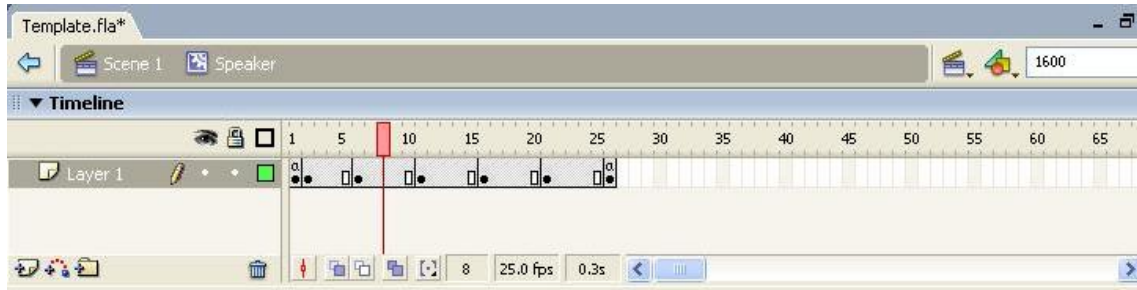 Template.fla*
Scene 1 Speaker 1600
Timeline
1 5 10 15 20 25 30 35 40 45 50 55 60 65
Layer 1
a a
8 25.0 fps 0.3s